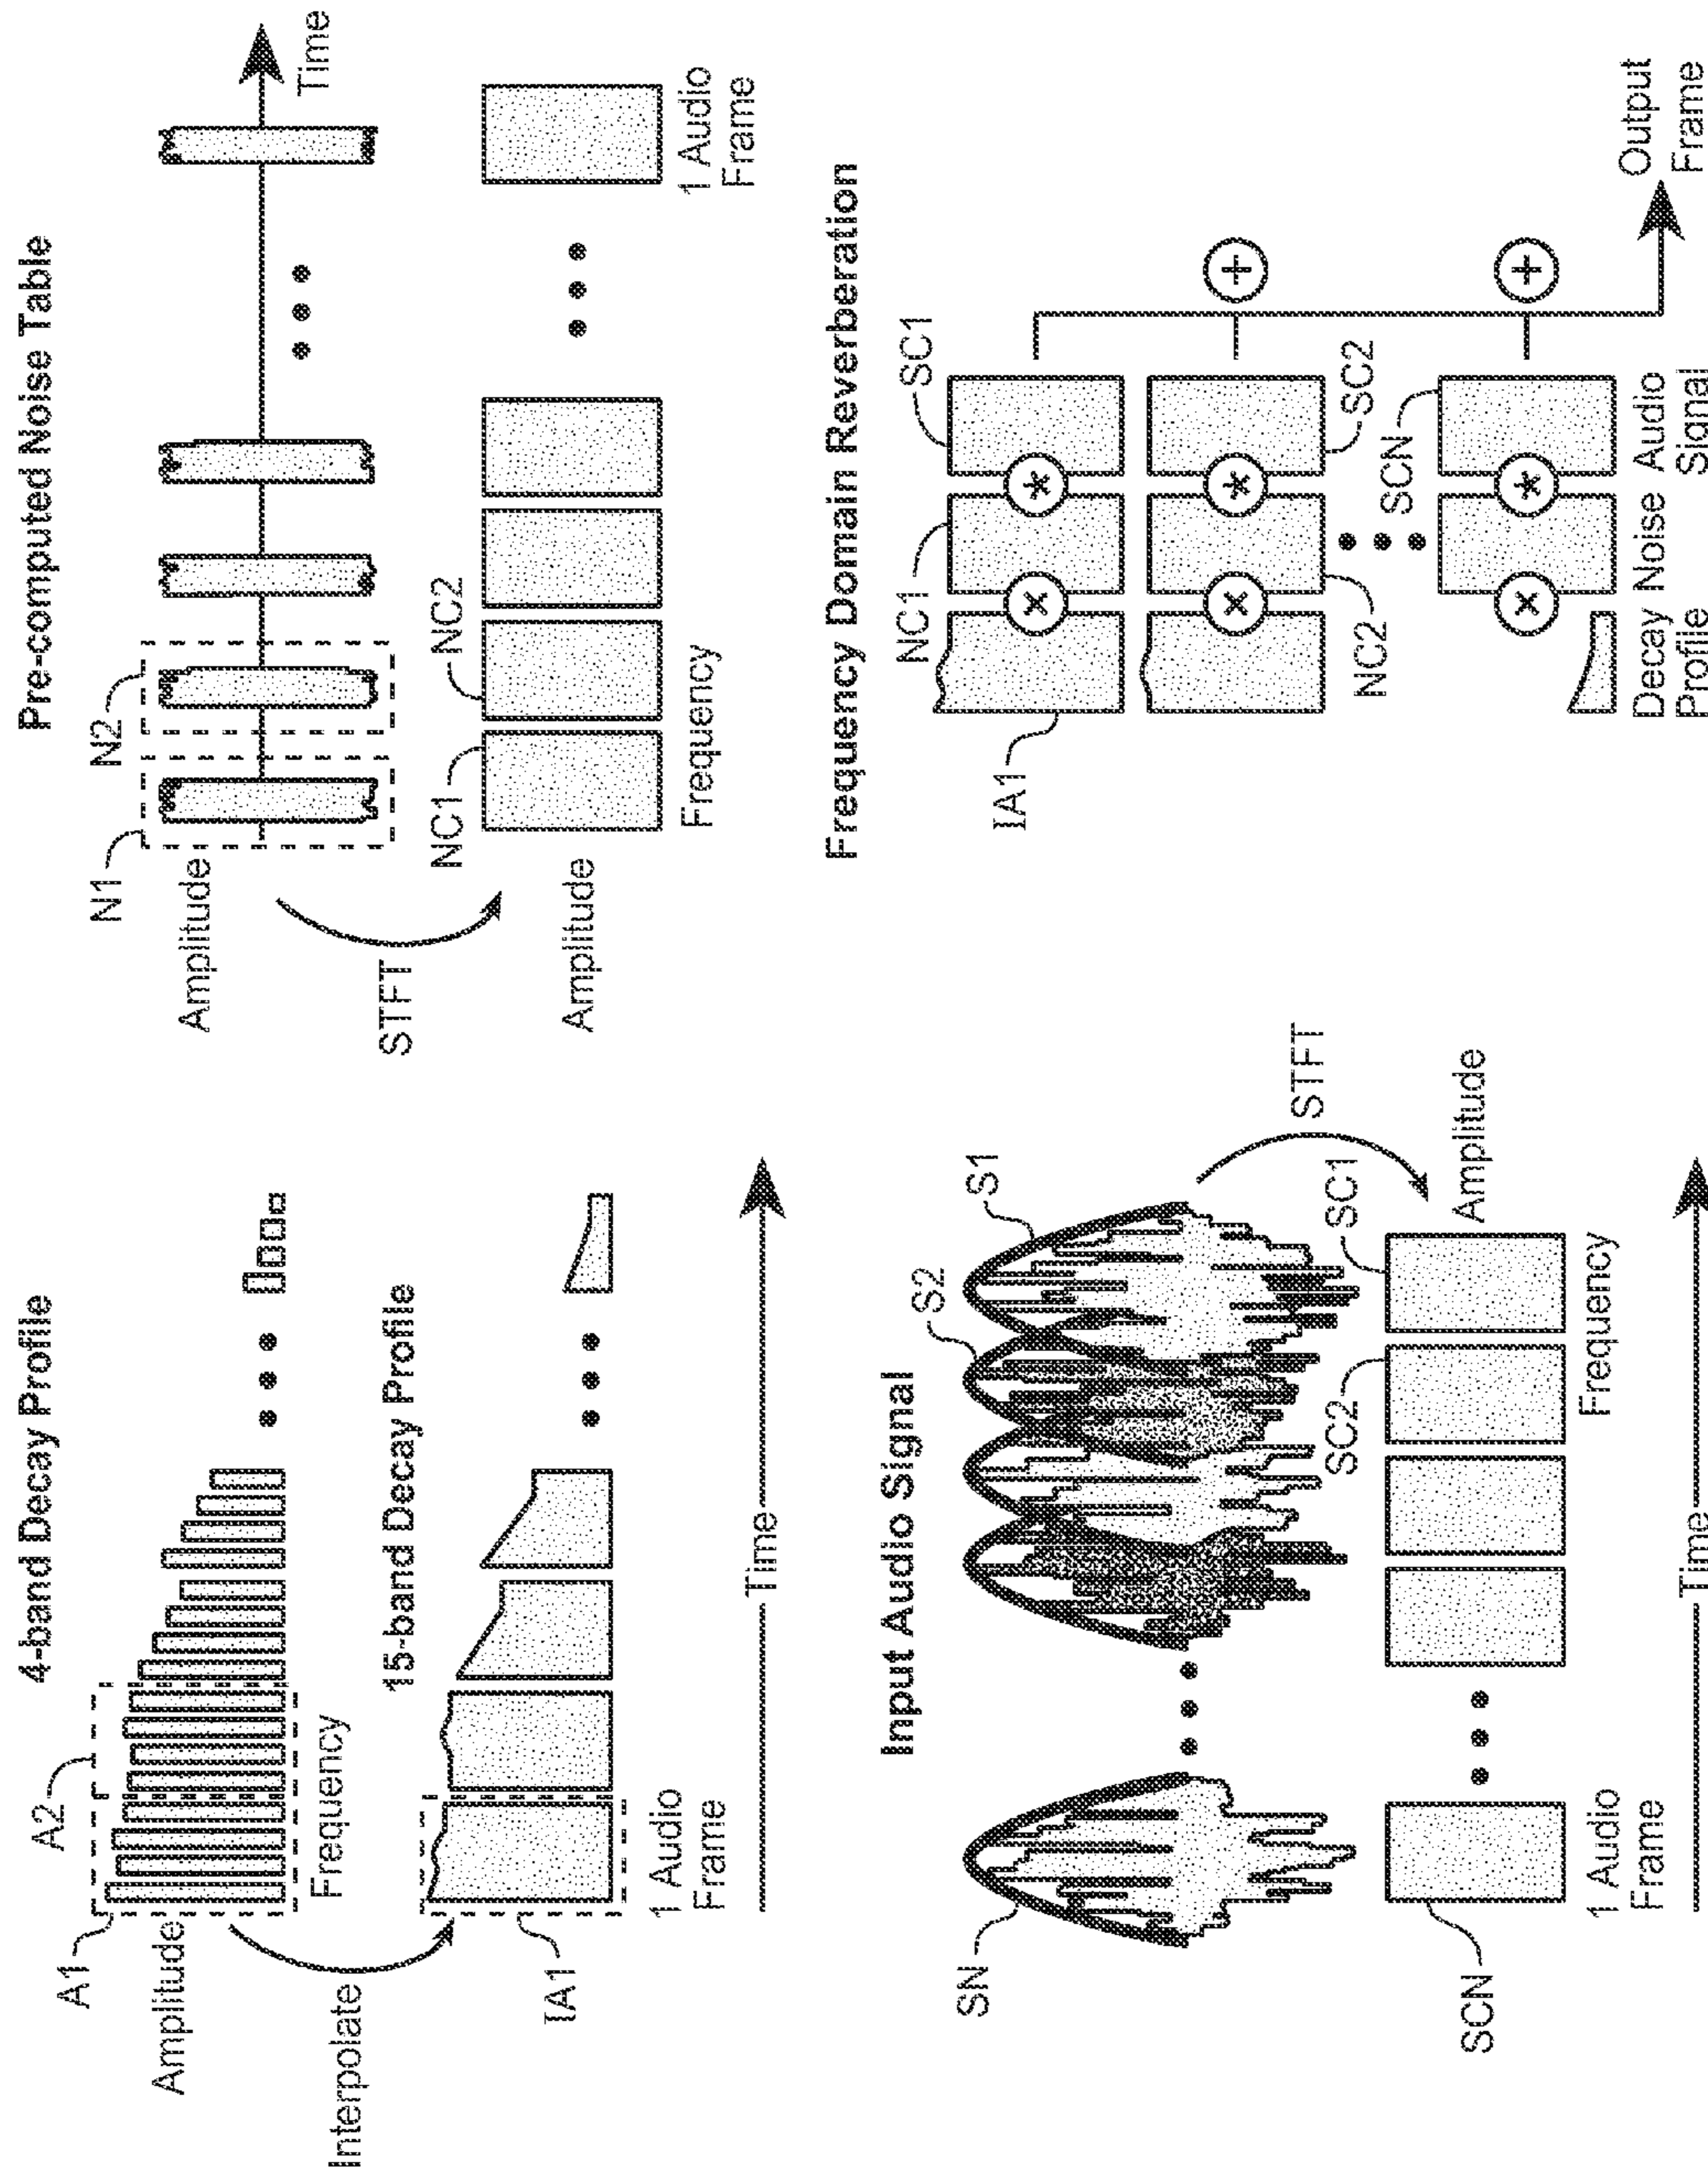 4-band Decay Profile
A1
A2
Amplitude
Frequency
Interpolate
15-band Decay Profile
IA1
1 Audio
Frame
Time
Pre-computed Noise Table
N1
N2
Amplitude
Time
STFT
NC1
NC2
Amplitude
Frequency
1 Audio
Frame
Input Audio Signal
SN
S2
S1
STFT
SCN
SC2
SC1
Amplitude
1 Audio
Frame
Frequency
Time
Frequency Domain Reverberation
NC1
SC1
IA1
×
*
×
*
+
NC2
SC2
SCN
×
*
+
Decay
Profile
Noise
Audio
Signal
Output
Frame